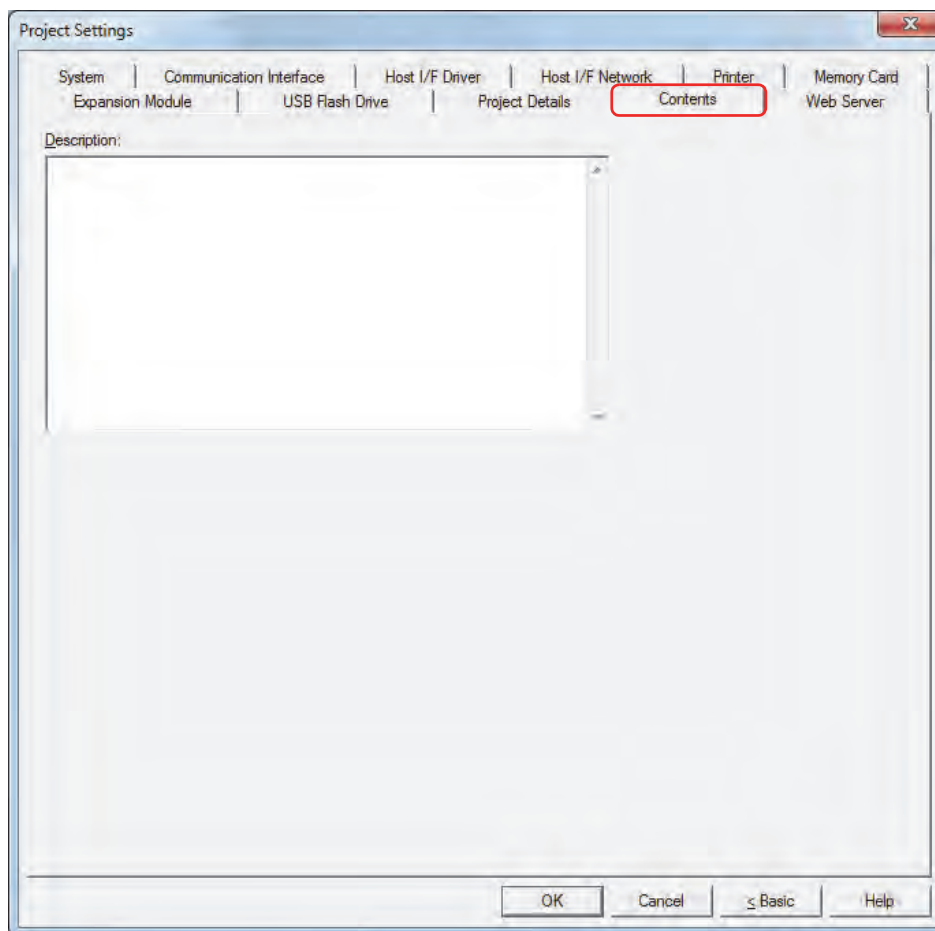 Project Settings
System Communication Interface Host I/F Driver Host I/F Network Printer Memory Card
Expansion Module USB Flash Drive Project Details Contents Web Server
Description:
OK Cancel < Basic Help